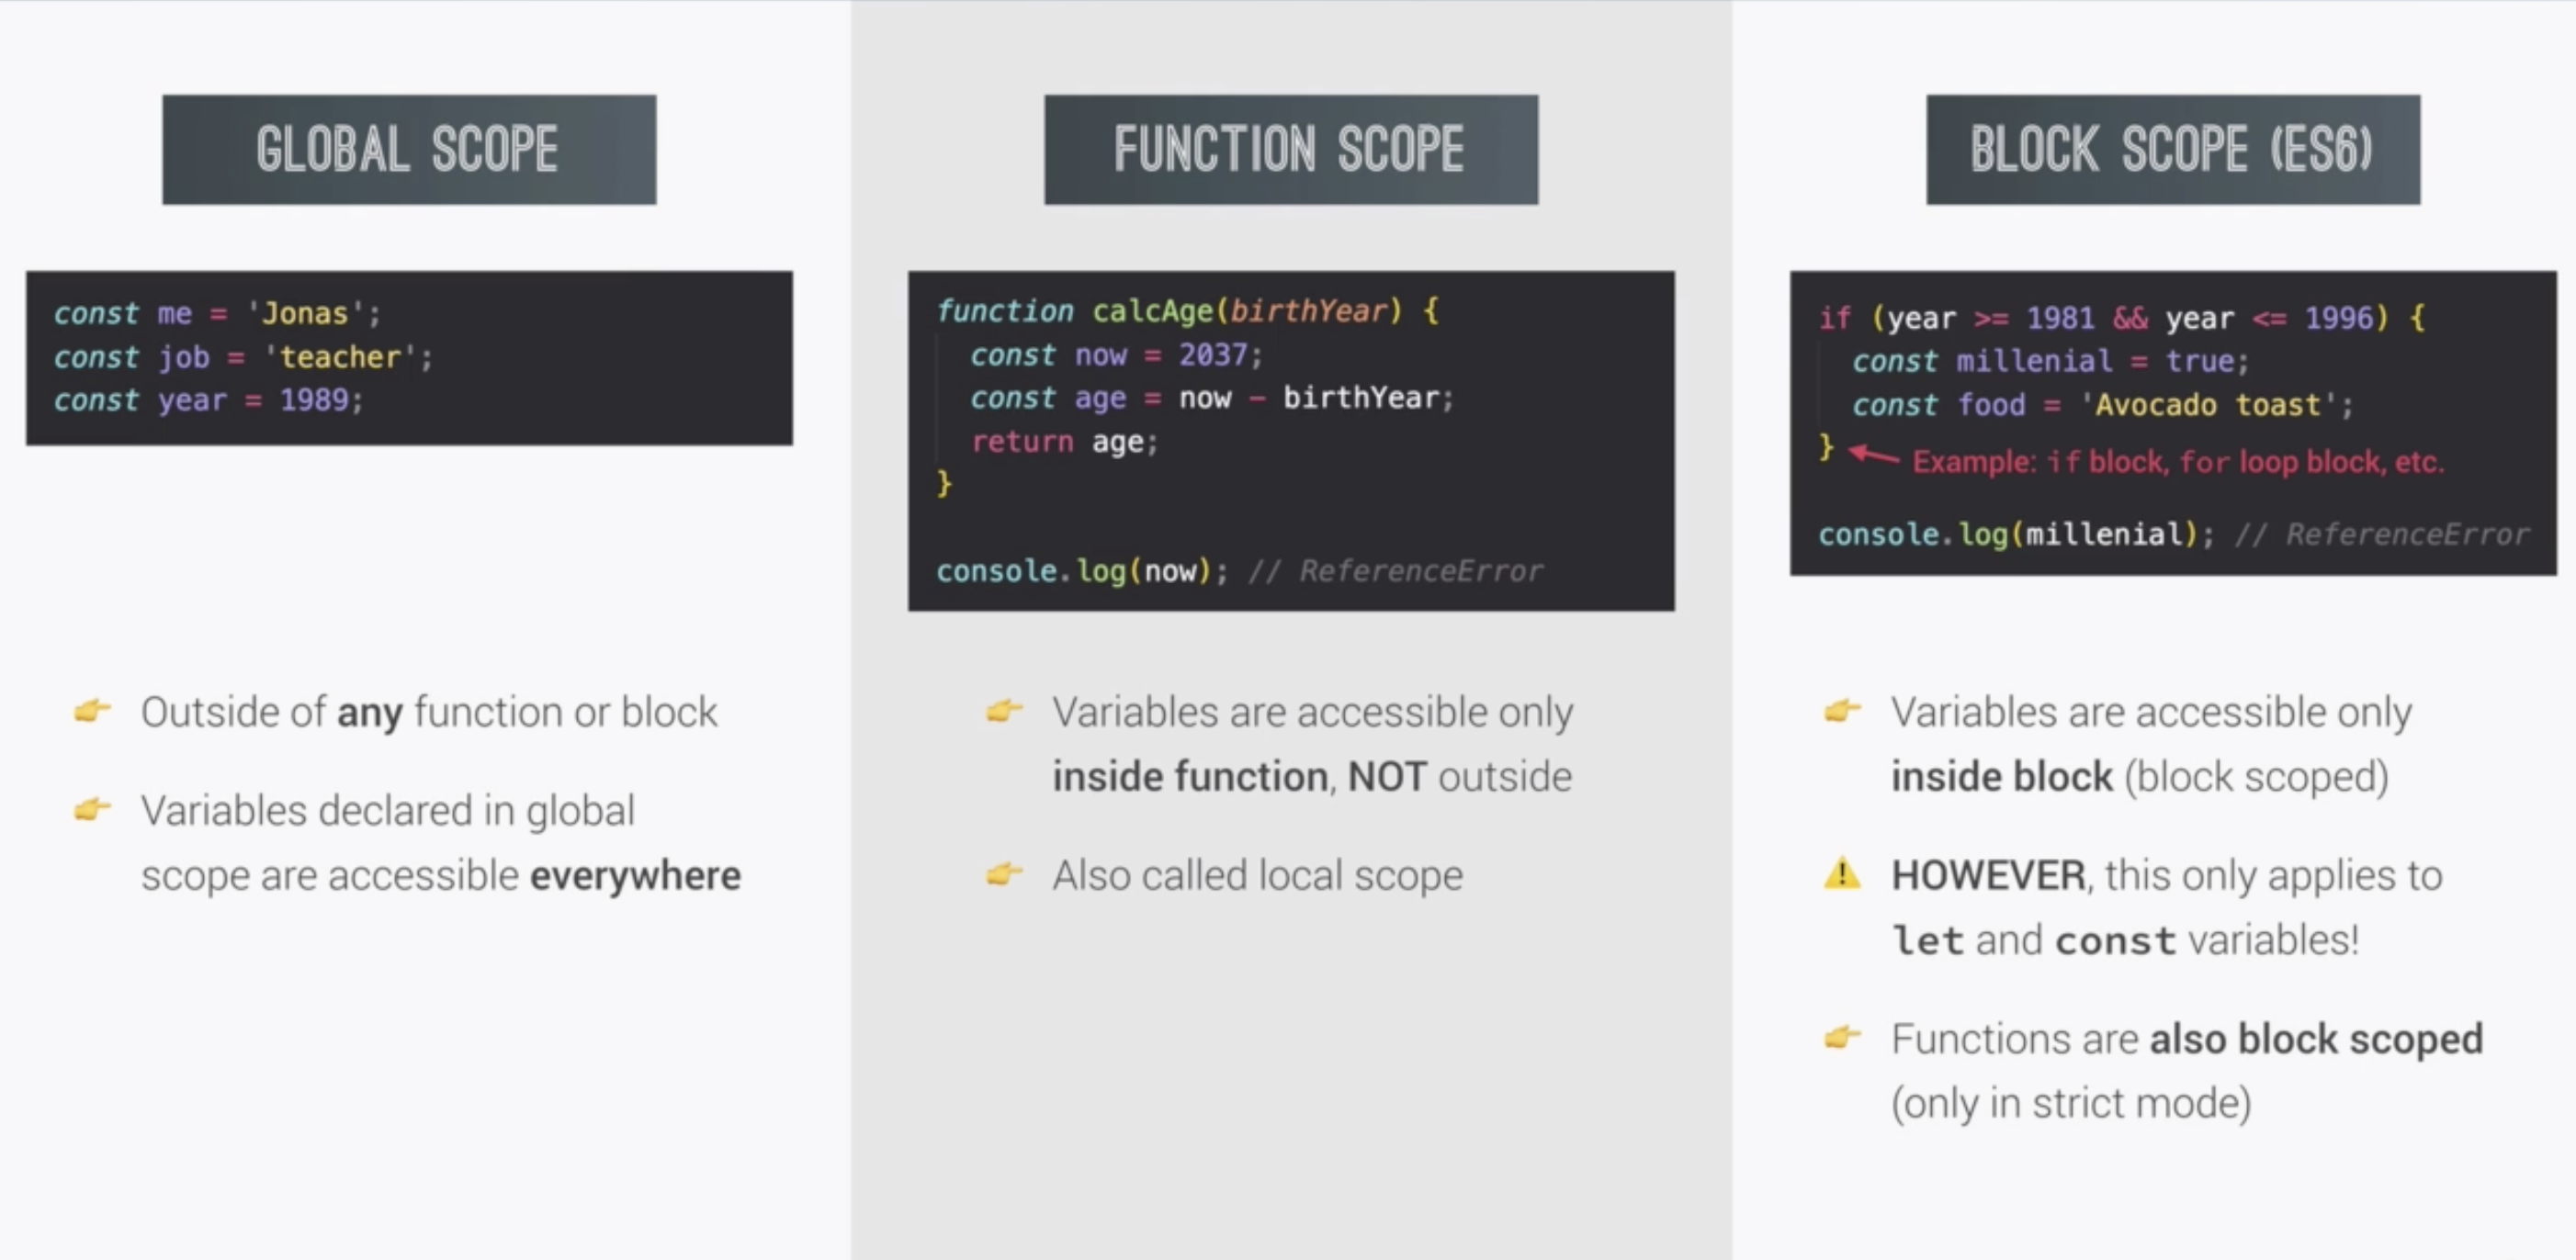 GLOBAL SCOPE
const me = 'Jonas';
const job = 'teacher';
const year = 1989;
👉 Outside of any function or block
👉 Variables declared in global
scope are accessible everywhere
FUNCTION SCOPE
function calcAge(birthYear) {
const now = 2037;
const age = now - birthYear;
return age;
}
console.log(now); // ReferenceError
👉 Variables are accessible only
inside function, NOT outside
👉 Also called local scope
BLOCK SCOPE (ES6)
if (year >= 1981 && year <= 1996) {
const millenial = true;
const food = 'Avocado toast';
} Example: if block, for loop block, etc.
console.log(millenial); // ReferenceError
👉 Variables are accessible only
inside block (block scoped)
⚠️ HOWEVER, this only applies to
let and const variables!
👉 Functions are also block scoped
(only in strict mode)